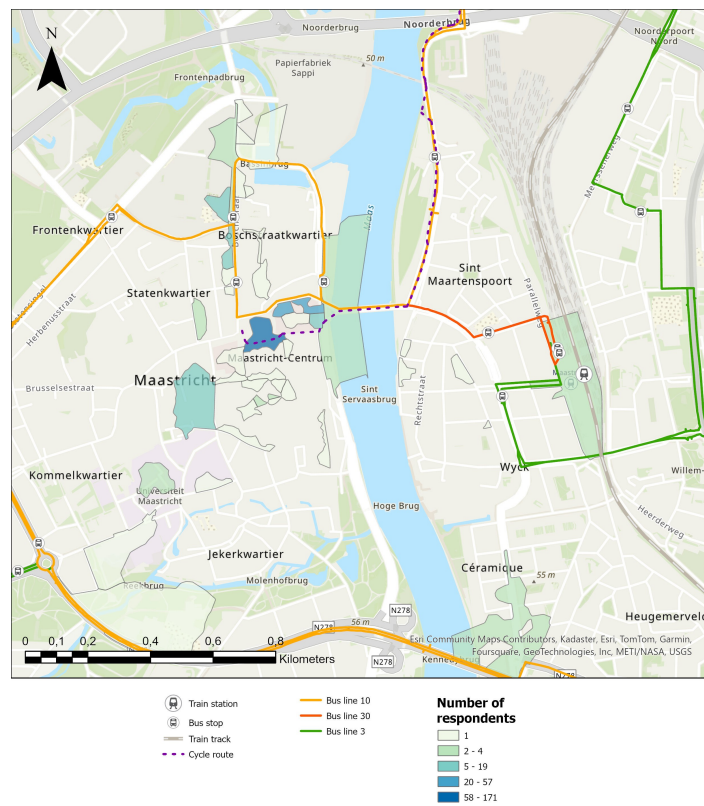 N
Noorderbrug
Noorderbrug
Noorderpoort
Noord
Papierfabriek
Sappi
50 m
Frontenpadbrug
Meerssenerweg
Bassinbrug
Maas
Frontenkwartier
Boschstraatkwartier
Sint
Maartenspoort
Statenkwartier
Parallelweg
Herbenusstraat
Maastricht-Centrum
Maastricht
Brusselsestraat
Sint
Servaasbrug
Rechtstraat
Wyck
Kommelkwartier
Universiteit
Maastricht
Willem-
Hoge Brug
Heerderweg
Jekerkwartier
Céramique
Molenhofbrug
55 m
Reekbrug
N278
Heugemerveld
56 m
N278
Esri Community Maps Contributors, Kadaster, Esri, TomTom, Garmin,
Foursquare, GeoTechnologies, Inc, METI/NASA, USGS
0 0,1 0,2 0,4 0,6 0,8
Kilometers
N278
Kennedybrug
Train station
Bus stop
Train track
Cycle route
Bus line 10
Bus line 30
Bus line 3
Number of
respondents
1
2 - 4
5 - 19
20 - 57
58 - 171